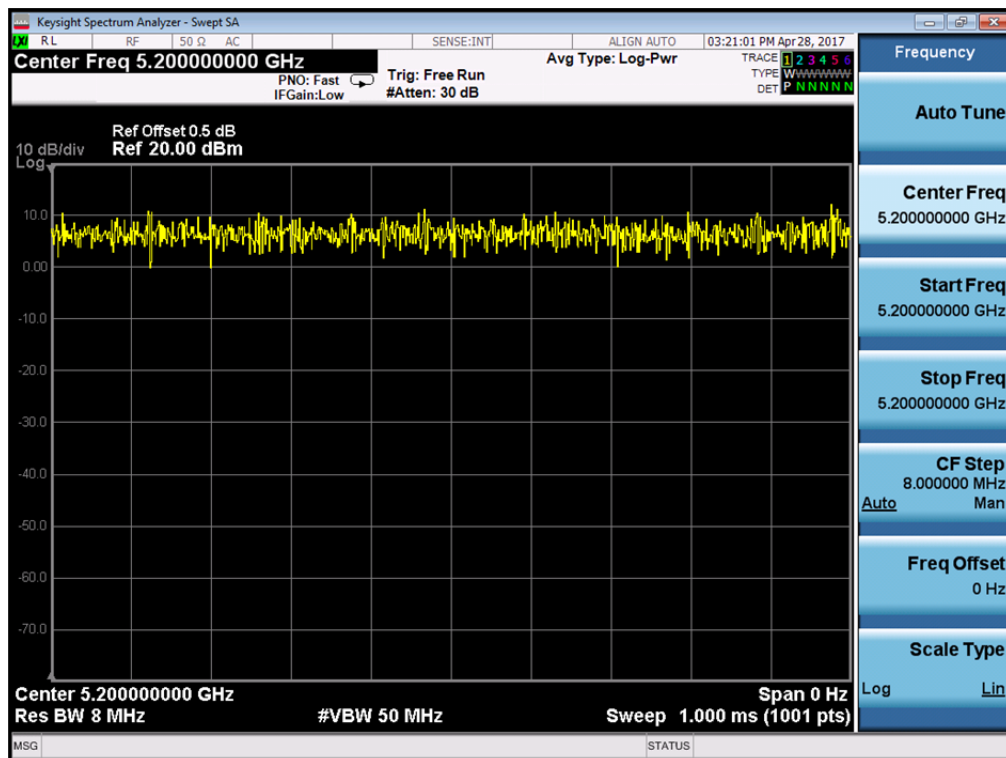 Keysight Spectrum Analyzer - Swept SA
LXI RL RF 50 Ω AC SENSE:INT ALIGN AUTO 03:21:01 PM Apr 28, 2017
Center Freq 5.200000000 GHz
PNO: Fast
IFGain:Low
Trig: Free Run
#Atten: 30 dB
Avg Type: Log-Pwr
TRACE 1 2 3 4 5 6
TYPE WWWWWW
DET P N N N N N
Ref Offset 0.5 dB
10 dB/div Ref 20.00 dBm
Log
10.0
0.00
-10.0
-20.0
-30.0
-40.0
-50.0
-60.0
-70.0
Center 5.200000000 GHz Span 0 Hz
Res BW 8 MHz #VBW 50 MHz Sweep 1.000 ms (1001 pts)
MSG STATUS
Frequency
Auto Tune
Center Freq
5.200000000 GHz
Start Freq
5.200000000 GHz
Stop Freq
5.200000000 GHz
CF Step
8.000000 MHz
Auto Man
Freq Offset
0 Hz
Scale Type
Log Lin